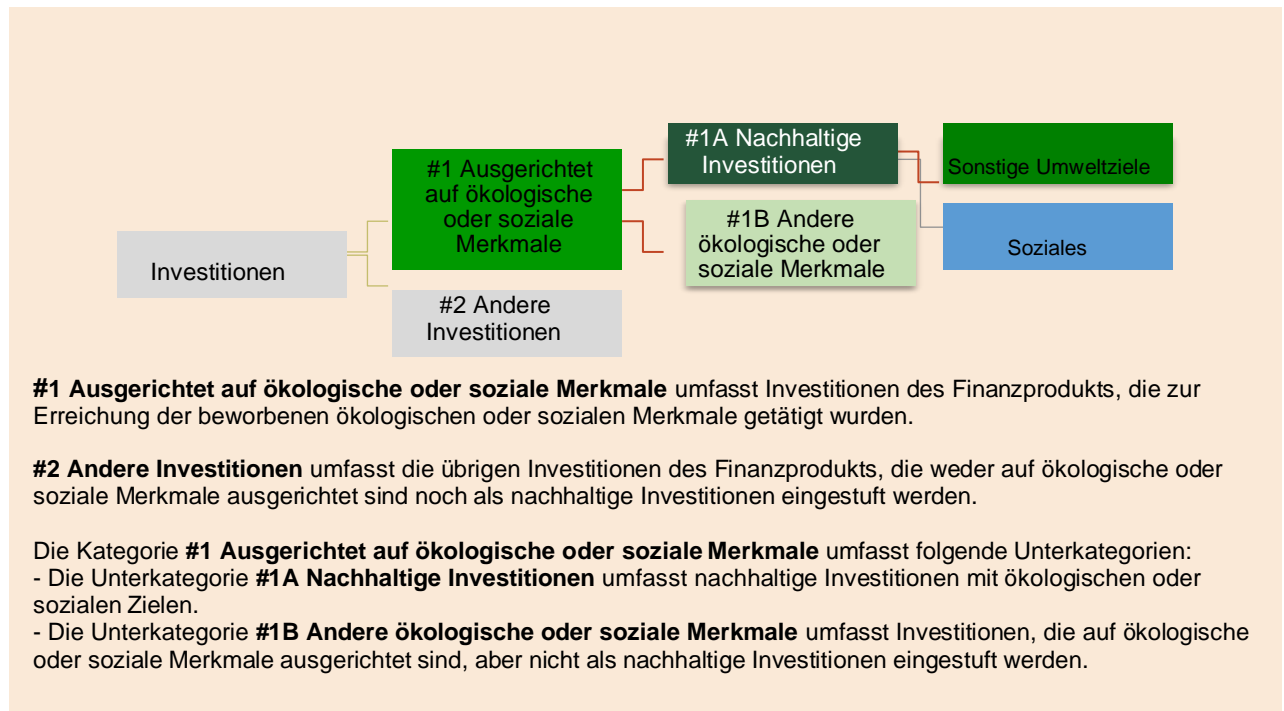 #1A Nachhaltige
Investitionen
Sonstige Umweltziele
#1 Ausgerichtet
auf ökologische
oder soziale
Merkmale
#1B Andere
ökologische oder
soziale Merkmale
Soziales
Investitionen
#2 Andere
Investitionen
#1 Ausgerichtet auf ökologische oder soziale Merkmale umfasst Investitionen des Finanzprodukts, die zur
Erreichung der beworbenen ökologischen oder sozialen Merkmale getätigt wurden.
#2 Andere Investitionen umfasst die übrigen Investitionen des Finanzprodukts, die weder auf ökologische oder
soziale Merkmale ausgerichtet sind noch als nachhaltige Investitionen eingestuft werden.
Die Kategorie #1 Ausgerichtet auf ökologische oder soziale Merkmale umfasst folgende Unterkategorien:
- Die Unterkategorie #1A Nachhaltige Investitionen umfasst nachhaltige Investitionen mit ökologischen oder
sozialen Zielen.
- Die Unterkategorie #1B Andere ökologische oder soziale Merkmale umfasst Investitionen, die auf ökologische
oder soziale Merkmale ausgerichtet sind, aber nicht als nachhaltige Investitionen eingestuft werden.